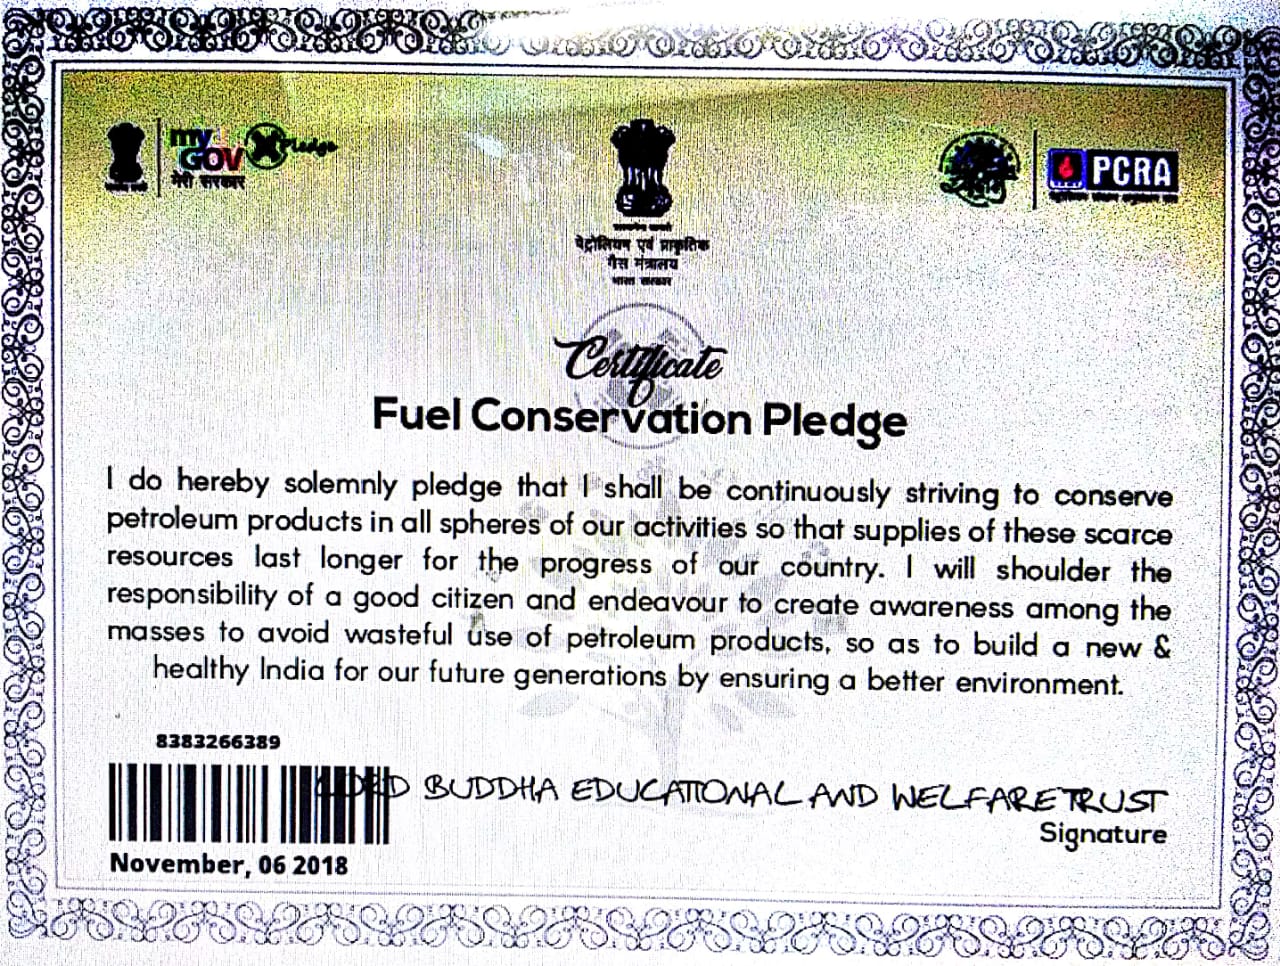 my
GOV
मेरी सरकार
Pledge
PCRA
पेट्रोलियम एवं प्राकृतिक
गैस मंत्रालय
भारत सरकार
Certificate
Fuel Conservation Pledge
I do hereby solemnly pledge that I shall be continuously striving to conserve
petroleum products in all spheres of our activities so that supplies of these scarce
resources last longer for the progress of our country. I will shoulder the
responsibility of a good citizen and endeavour to create awareness among the
masses to avoid wasteful use of petroleum products, so as to build a new &
healthy India for our future generations by ensuring a better environment.
8383266389
LORD BUDDHA EDUCATIONAL AND WELFARE TRUST
Signature
November, 06 2018